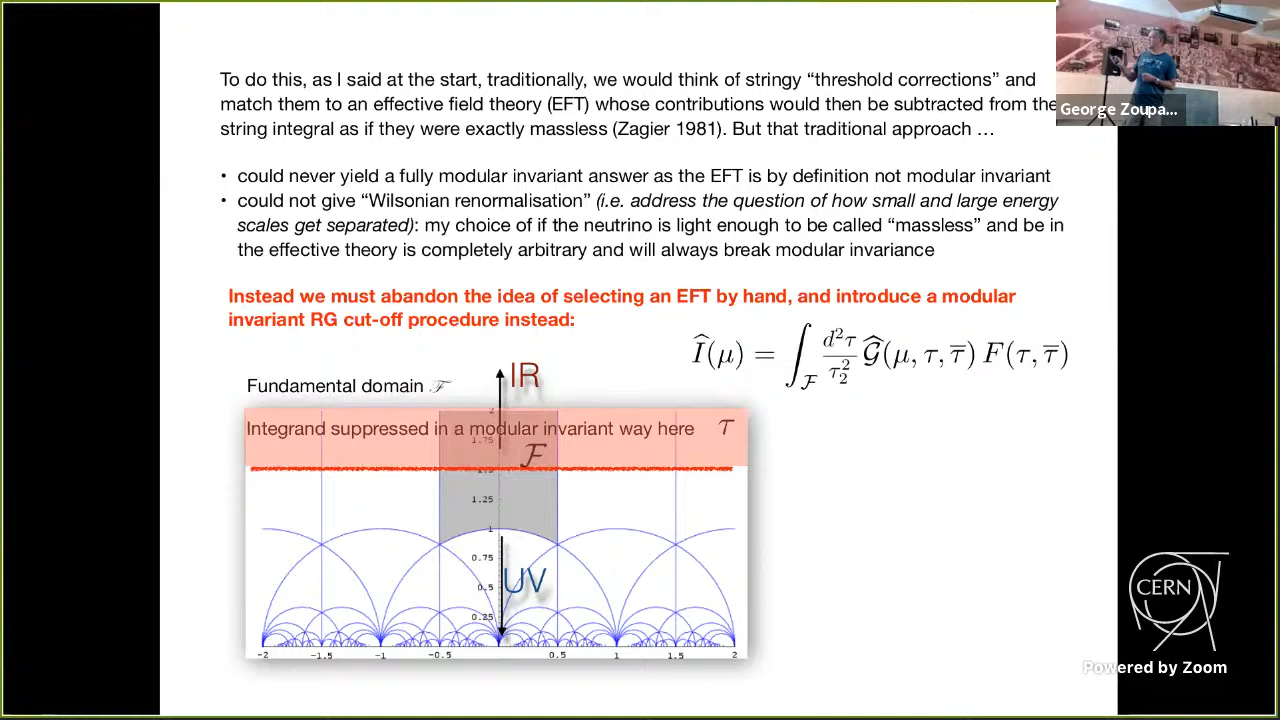 To do this, as I said at the start, traditionally, we would think of stringy “threshold corrections” and
match them to an effective field theory (EFT) whose contributions would then be subtracted from the
string integral as if they were exactly massless (Zagier 1981). But that traditional approach …
George Zoupa...
• could never yield a fully modular invariant answer as the EFT is by definition not modular invariant
• could not give “Wilsonian renormalisation” (i.e. address the question of how small and large energy
scales get separated): my choice of if the neutrino is light enough to be called “massless” and be in
the effective theory is completely arbitrary and will always break modular invariance
Instead we must abandon the idea of selecting an EFT by hand, and introduce a modular
invariant RG cut-off procedure instead:
Î(μ) = ∫_ℱ d²τ/τ₂² 𝒢̂(μ, τ, τ̄) F(τ, τ̄)
IR
Fundamental domain ℱ
Integrand suppressed in a modular invariant way here τ
1.75
ℱ
1.25
1
0.75
UV
0.5
0.25
-2 -1.5 -1 -0.5 0.5 1 1.5 2
CERN
Powered by Zoom